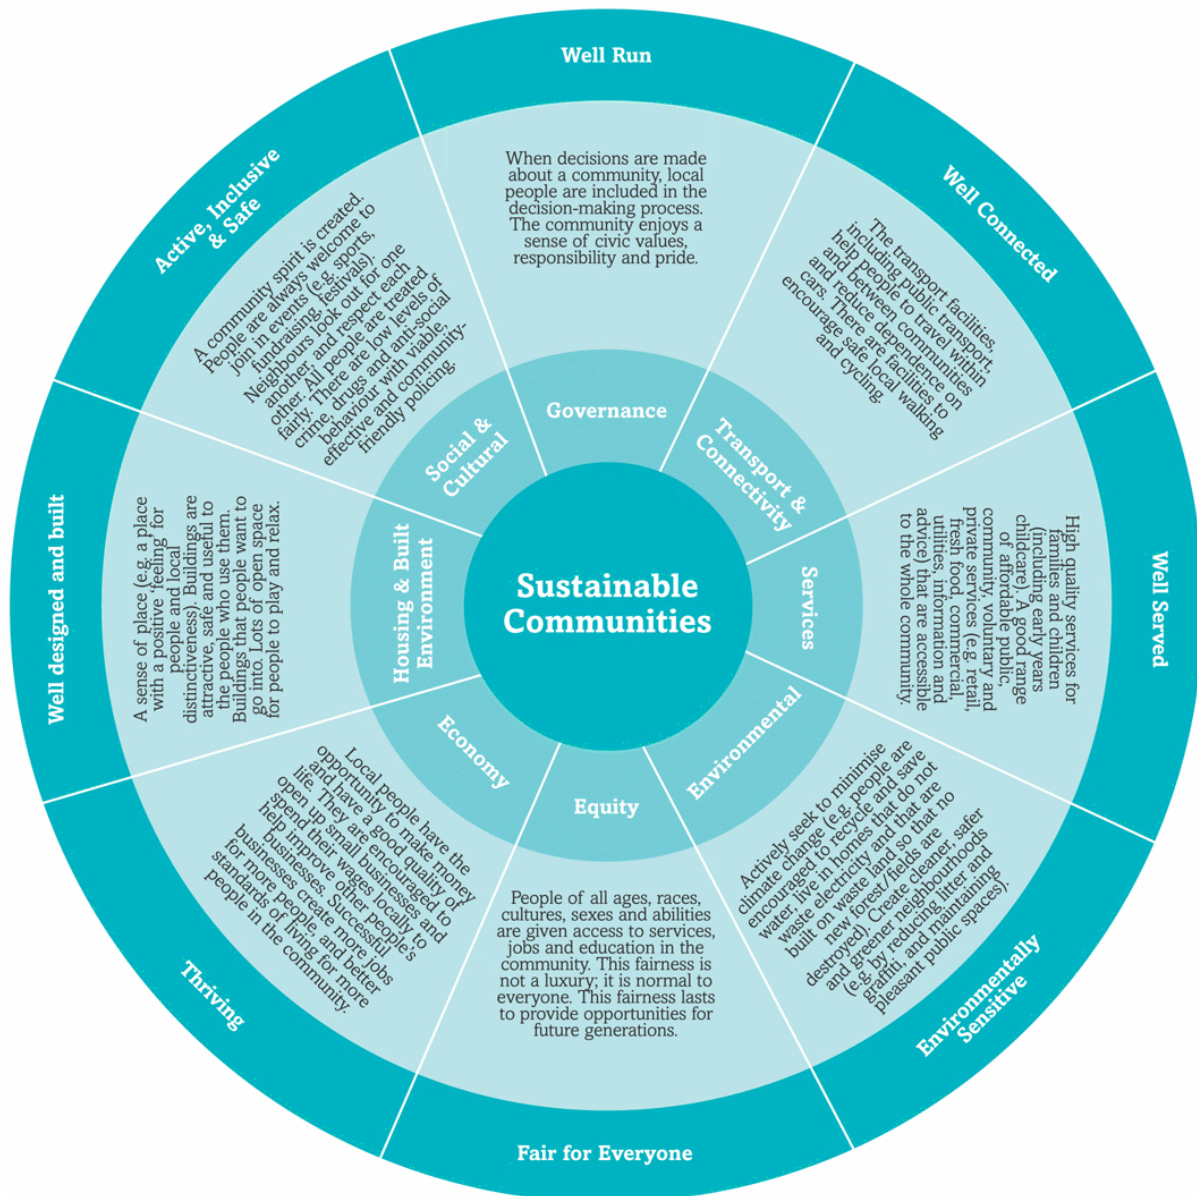 Well Run
When decisions are made
about a community, local
people are included in the
decision-making process.
The community enjoys a
sense of civic values,
responsibility and pride.
Governance
Well Connected
The transport facilities,
including public transport,
help people to travel within
and between communities
and reduce dependence on
cars. There are facilities to
encourage safe local walking
and cycling.
Transport &
Connectivity
Well Served
High quality services for
families and children
(including early years
childcare). A good range
of affordable public,
community, voluntary and
private services (e.g. retail,
fresh food, commercial,
utilities, information and
advice) that are accessible
to the whole community.
Services
Environmentally
Sensitive
Actively seek to minimise
climate change (e.g. people are
encouraged to recycle and save
water, live in homes that do not
waste electricity and that are
built on waste land, so that no
new forest/fields are
destroyed). Create cleaner, safer
and greener neighbourhoods
(e.g. by reducing litter and
graffiti, and maintaining
pleasant public spaces).
Environmental
Fair for Everyone
People of all ages, races,
cultures, sexes and abilities
are given access to services,
jobs and education in the
community. This fairness is
not a luxury; it is normal to
everyone. This fairness lasts
to provide opportunities for
future generations.
Equity
Thriving
Local people have the
opportunity to make money
and have a good quality of
life. They are encouraged to
open up small businesses and
spend their wages locally to
help improve other people's
businesses. Successful
businesses create more jobs
for more people, and better
standards of living for more
people in the community.
Economy
Well designed and built
A sense of place (e.g. a place
with a positive 'feeling' for
people and local
distinctiveness). Buildings are
attractive, safe and useful to
the people who use them.
Buildings that people want to
go into. Lots of open space
for people to play and relax.
Housing & Built
Environment
Active, Inclusive
& Safe
A community spirit is created.
People are always welcome to
join in events (e.g. sports,
fundraising, festivals).
Neighbours look out for one
another, and respect each
other. All people are treated
fairly. There are low levels of
crime, drugs and anti-social
behaviour with viable,
effective and community-
friendly policing.
Social &
Cultural
Sustainable
Communities